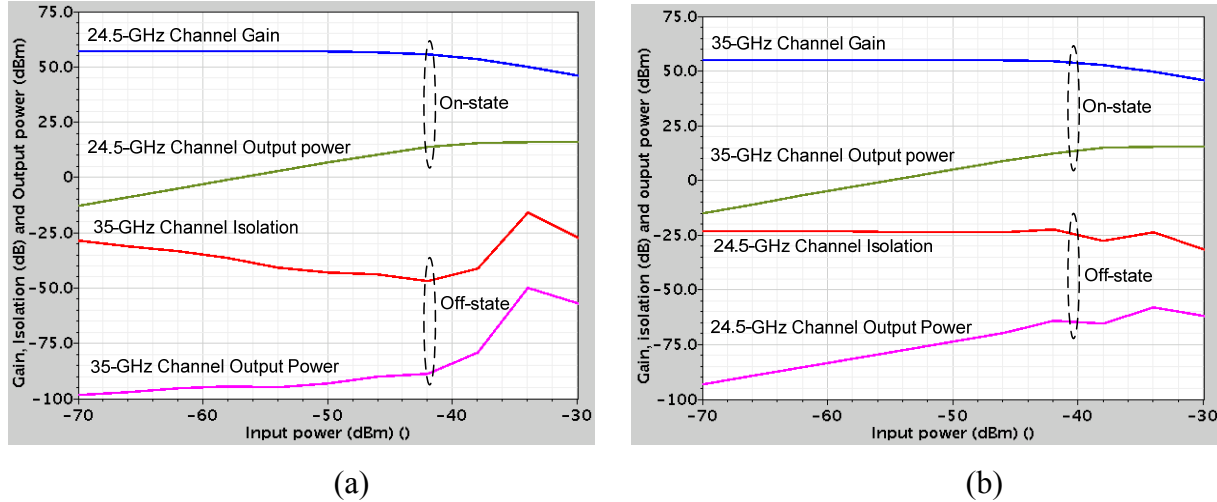 75.0
50.0
25.0
0
-25.0
-50.0
-75.0
-100
-70
-60
-50
-40
-30
Gain, isolation (dB) and Output power (dBm)
Input power (dBm) ()
24.5-GHz Channel Gain
On-state
24.5-GHz Channel Output power
35-GHz Channel Isolation
Off-state
35-GHz Channel Output Power
(a)
75.0
50.0
25.0
0
-25.0
-50.0
-75.0
-100
-70
-60
-50
-40
-30
Gain, isolation (dB) and ouput power (dBm)
Input power (dBm) ()
35-GHz Channel Gain
On-state
35-GHz Channel Output power
24.5-GHz Channel Isolation
Off-state
24.5-GHz Channel Output Power
(b)